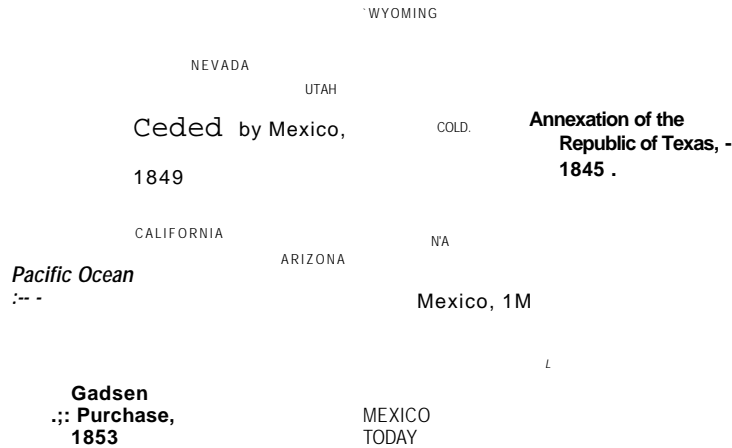 `WYOMING
NEVADA
UTAH
Ceded by Mexico,
1849
COLD.
Annexation of the
Republic of Texas, -
1845 .
CALIFORNIA
N'A
ARIZONA
Pacific Ocean
:-- -
Mexico, 1M
L
Gadsen
.;: Purchase,
1853
MEXICO
TODAY